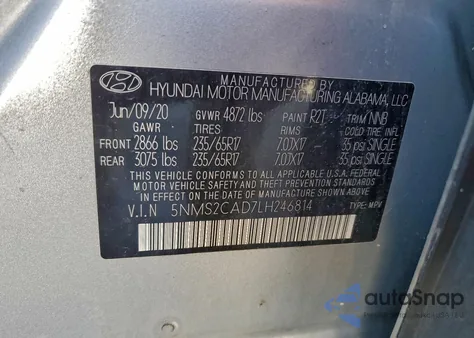 MANUFACTURED BY
HYUNDAI MOTOR MANUFACTURING ALABAMA, LLC
Jun/09/20 GVWR 4872 lbs PAINT R2T TRIM NNB
GAWR TIRES RIMS COLD TIRE INFL
FRONT 2866 lbs 235/65R17 7.0JX17 35 psi SINGLE
REAR 3075 lbs 235/65R17 7.0JX17 35 psi SINGLE
THIS VEHICLE CONFORMS TO ALL APPLICABLE U.S.A FEDERAL
MOTOR VEHICLE SAFETY AND THEFT PREVENTION STANDARDS
IN EFFECT ON THE DATE OF MANUFACTURE SHOWN ABOVE.
V.I.N 5NMS2CAD7LH246814 TYPE: MPV
autoSnap